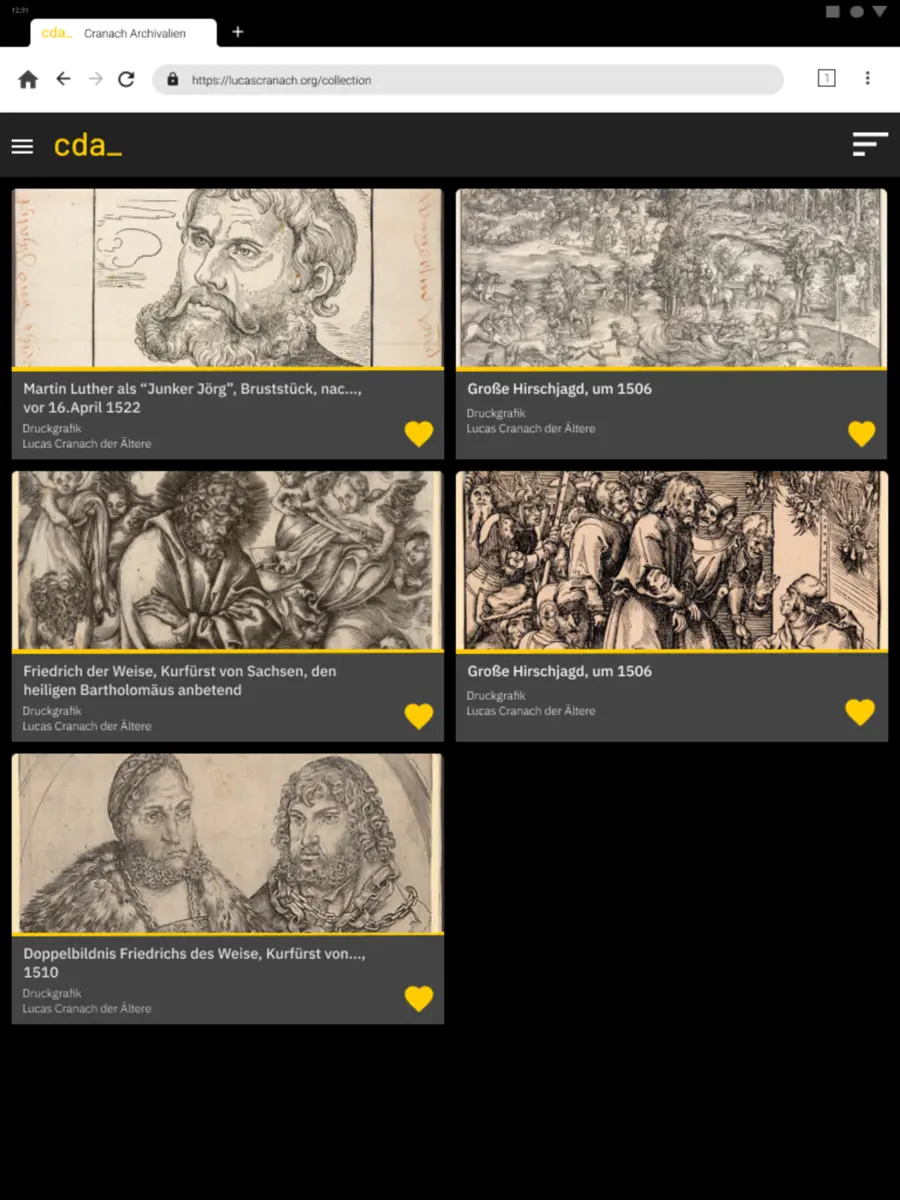 12:31
cda_ Cranach Archivalien
https://lucascranach.org/collection
1
cda_
Martin Luther als “Junker Jörg”, Bruststück, nac...,
vor 16.April 1522
Druckgrafik
Lucas Cranach der Ältere
Große Hirschjagd, um 1506
Druckgrafik
Lucas Cranach der Ältere
Friedrich der Weise, Kurfürst von Sachsen, den
heiligen Bartholomäus anbetend
Druckgrafik
Lucas Cranach der Ältere
Große Hirschjagd, um 1506
Druckgrafik
Lucas Cranach der Ältere
Doppelbildnis Friedrichs des Weise, Kurfürst von...,
1510
Druckgrafik
Lucas Cranach der Ältere